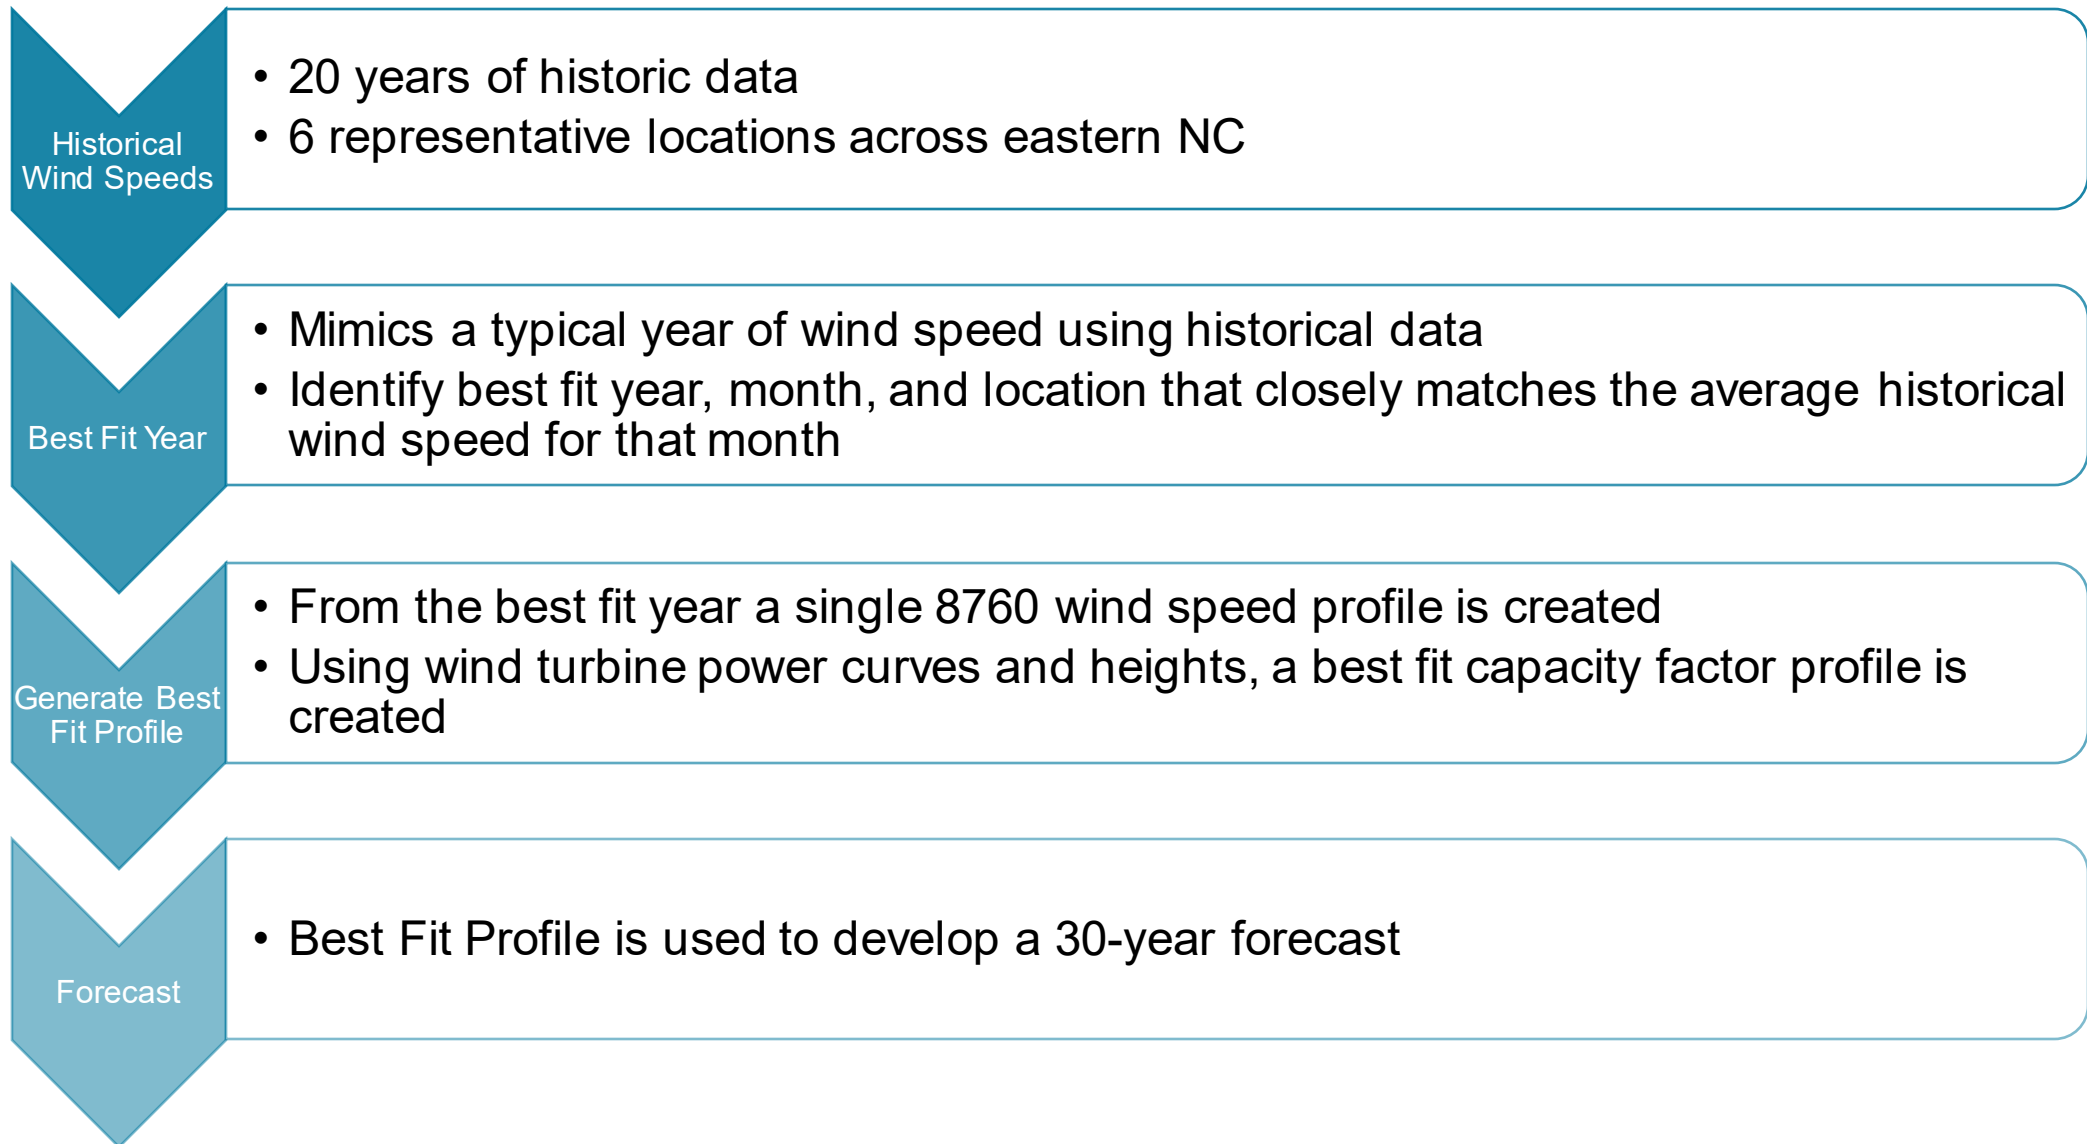 Historical
Wind Speeds
• 20 years of historic data
• 6 representative locations across eastern NC
Best Fit Year
• Mimics a typical year of wind speed using historical data
• Identify best fit year, month, and location that closely matches the average historical
wind speed for that month
Generate Best
Fit Profile
• From the best fit year a single 8760 wind speed profile is created
• Using wind turbine power curves and heights, a best fit capacity factor profile is
created
Forecast
• Best Fit Profile is used to develop a 30-year forecast